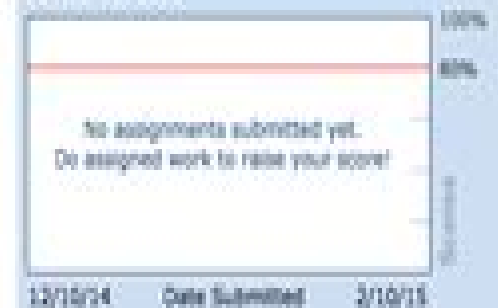 100%
80%
No assignments submitted yet.
Do assigned work to raise your score!
12/10/14 Date Submitted 2/10/15